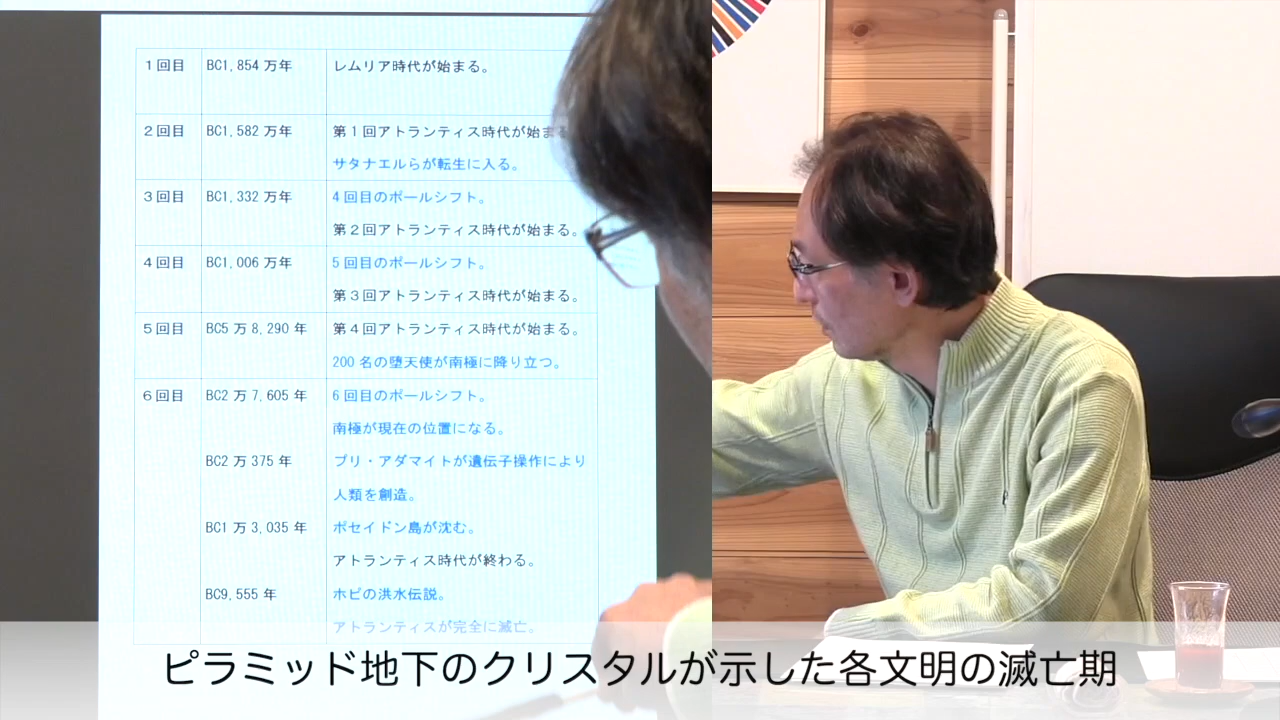 1回目 BC1,854 万年 レムリア時代が始まる。
2回目 BC1,582 万年 第1回アトランティス時代が始まる
サタナエルらが転生に入る。
3回目 BC1,332 万年 4回目のポールシフト。
第2回アトランティス時代が始まる。
4回目 BC1,006 万年 5回目のポールシフト。
第3回アトランティス時代が始まる。
5回目 BC5 万 8,290 年 第4回アトランティス時代が始まる。
200 名の堕天使が南極に降り立つ。
6回目 BC2 万 7,605 年 6回目のポールシフト。
南極が現在の位置になる。
BC2 万 375 年 プリ・アダマイトが遺伝子操作により
人類を創造。
BC1 万 3,035 年 ポセイドン島が沈む。
アトランティス時代が終わる。
BC9,555 年 ホピの洪水伝説。
アトランティスが完全に滅亡。
ピラミッド地下のクリスタルが示した各文明の滅亡期